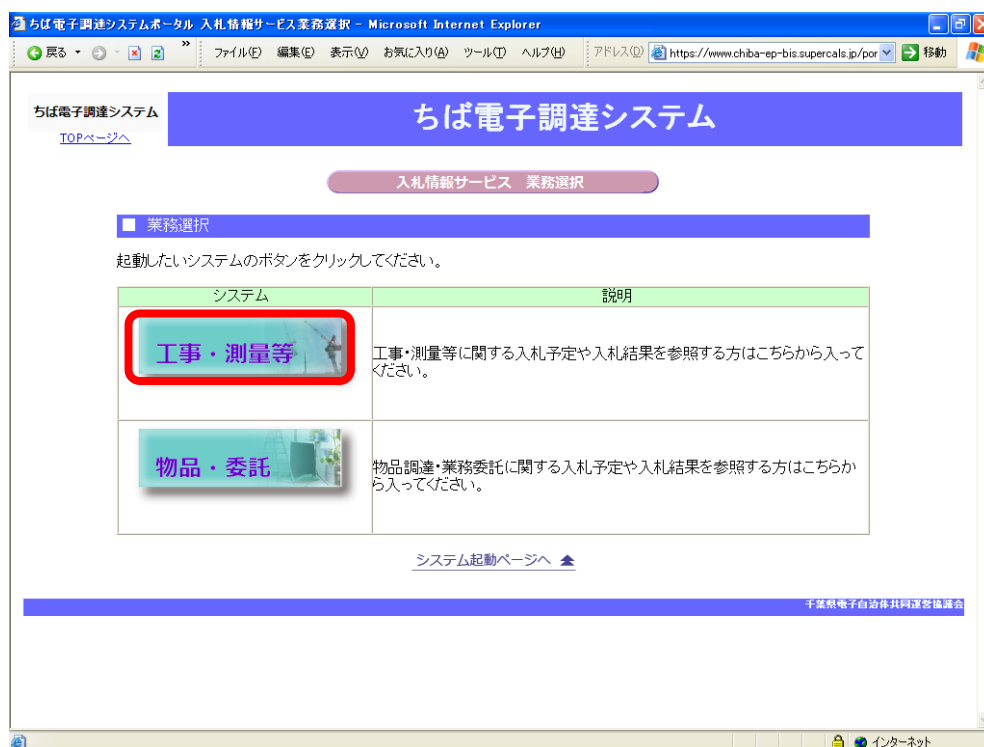 ちば電子調達システムポータル 入札情報サービス業務選択 - Microsoft Internet Explorer
戻る ファイル(F) 編集(E) 表示(V) お気に入り(A) ツール(T) ヘルプ(H) アドレス(D) https://www.chiba-ep-bis.supercals.jp/por 移動
ちば電子調達システム
TOPページへ
ちば電子調達システム
入札情報サービス 業務選択
■ 業務選択
起動したいシステムのボタンをクリックしてください。
システム 説明
工事・測量等
工事・測量等に関する入札予定や入札結果を参照する方はこちらから入って
ください。
物品・委託
物品調達・業務委託に関する入札予定や入札結果を参照する方はこちらか
ら入ってください。
システム起動ページへ
千葉県電子自治体共同運営協議会
インターネット